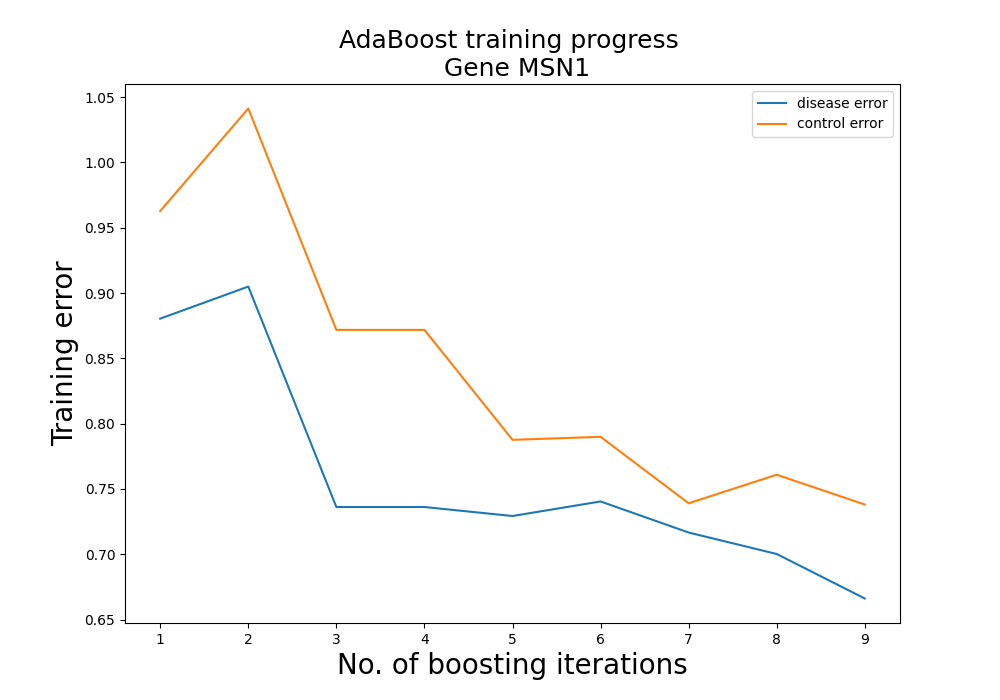 AdaBoost training progress
Gene MSN1
disease error
control error
Training error
1.05
1.00
0.95
0.90
0.85
0.80
0.75
0.70
0.65
1 2 3 4 5 6 7 8 9
No. of boosting iterations